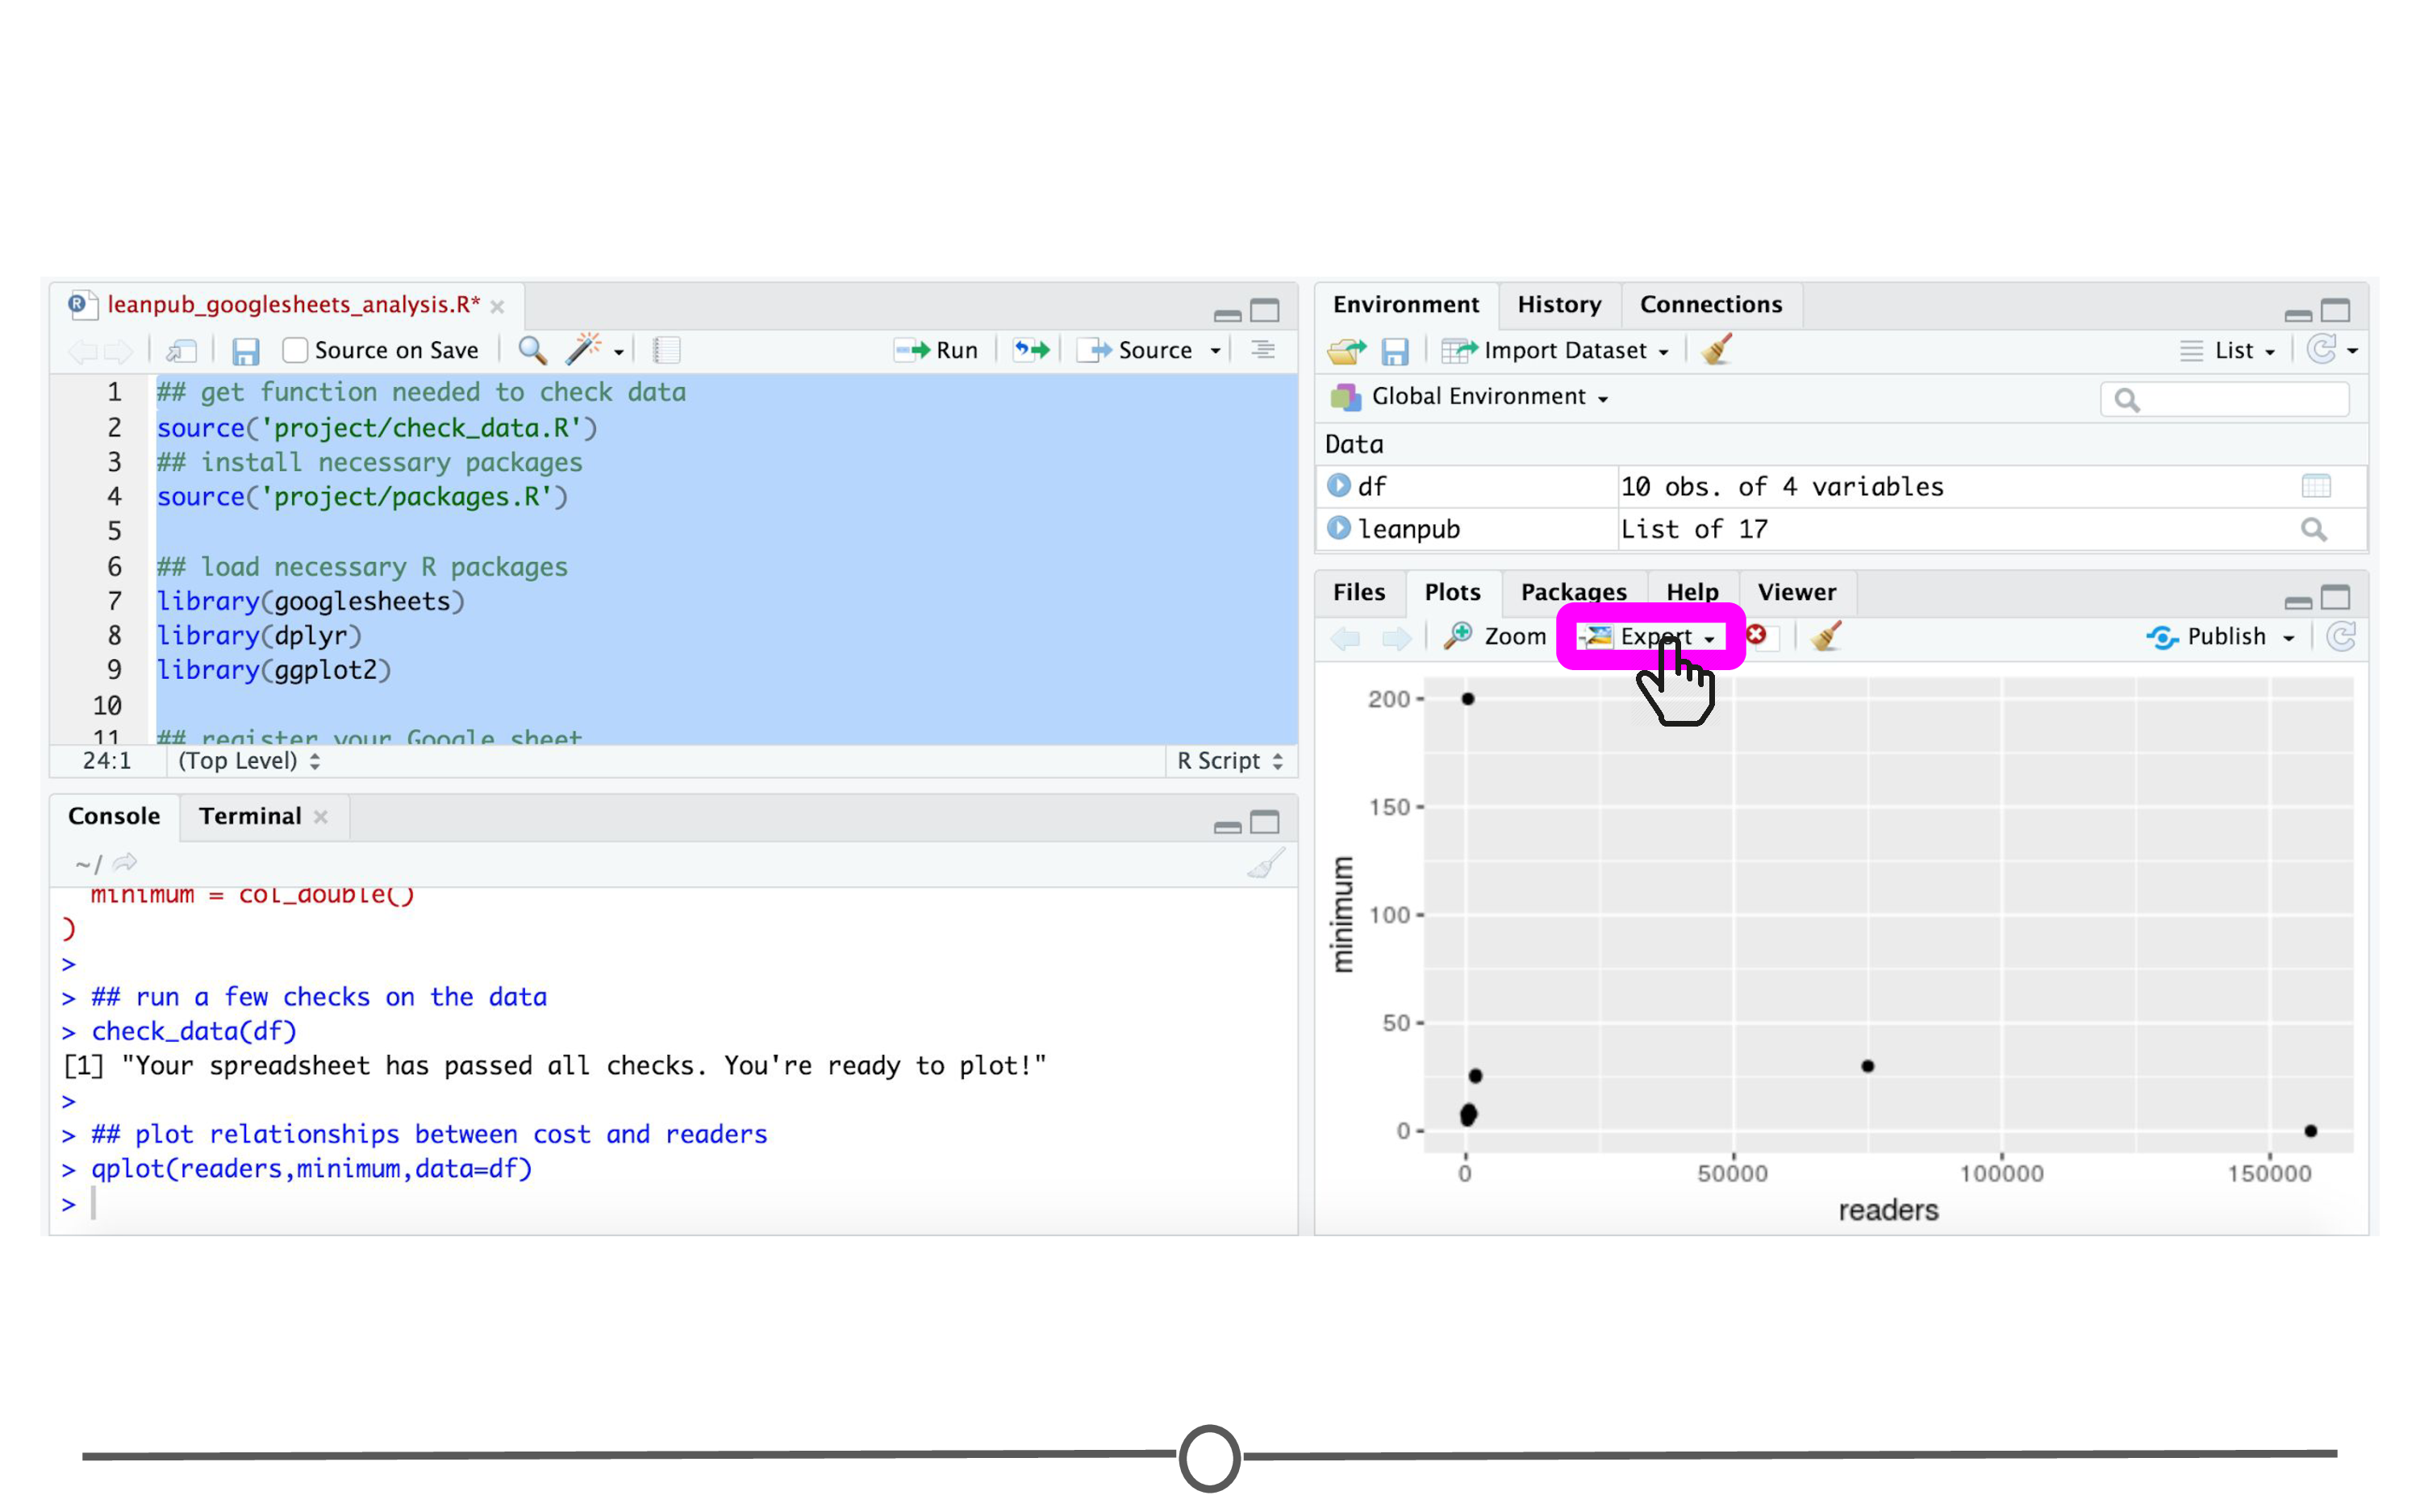 leanpub_googlesheets_analysis.R*
Source on Save
Run
Source
1 ## get function needed to check data
2 source('project/check_data.R')
3 ## install necessary packages
4 source('project/packages.R')
5
6 ## load necessary R packages
7 library(googlesheets)
8 library(dplyr)
9 library(ggplot2)
10
11 ## register your Google sheet
24:1 (Top Level) R Script
Console Terminal
~/
minimum = col_double()
)
>
> ## run a few checks on the data
> check_data(df)
[1] "Your spreadsheet has passed all checks. You're ready to plot!"
>
> ## plot relationships between cost and readers
> qplot(readers,minimum,data=df)
>
Environment History Connections
Import Dataset List
Global Environment
Data
df 10 obs. of 4 variables
leanpub List of 17
Files Plots Packages Help Viewer
Zoom Export Publish
200
150
100
50
0
minimum
0 50000 100000 150000
readers